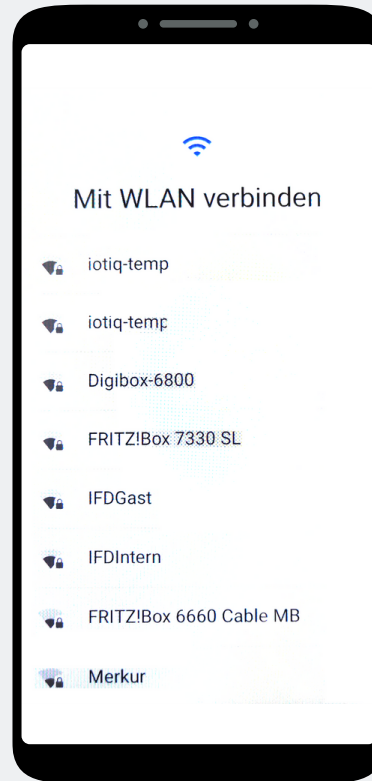 Mit WLAN verbinden
iotiq-temp
iotiq-temp
Digibox-6800
FRITZ!Box 7330 SL
IFDGast
IFDIntern
FRITZ!Box 6660 Cable MB
Merkur